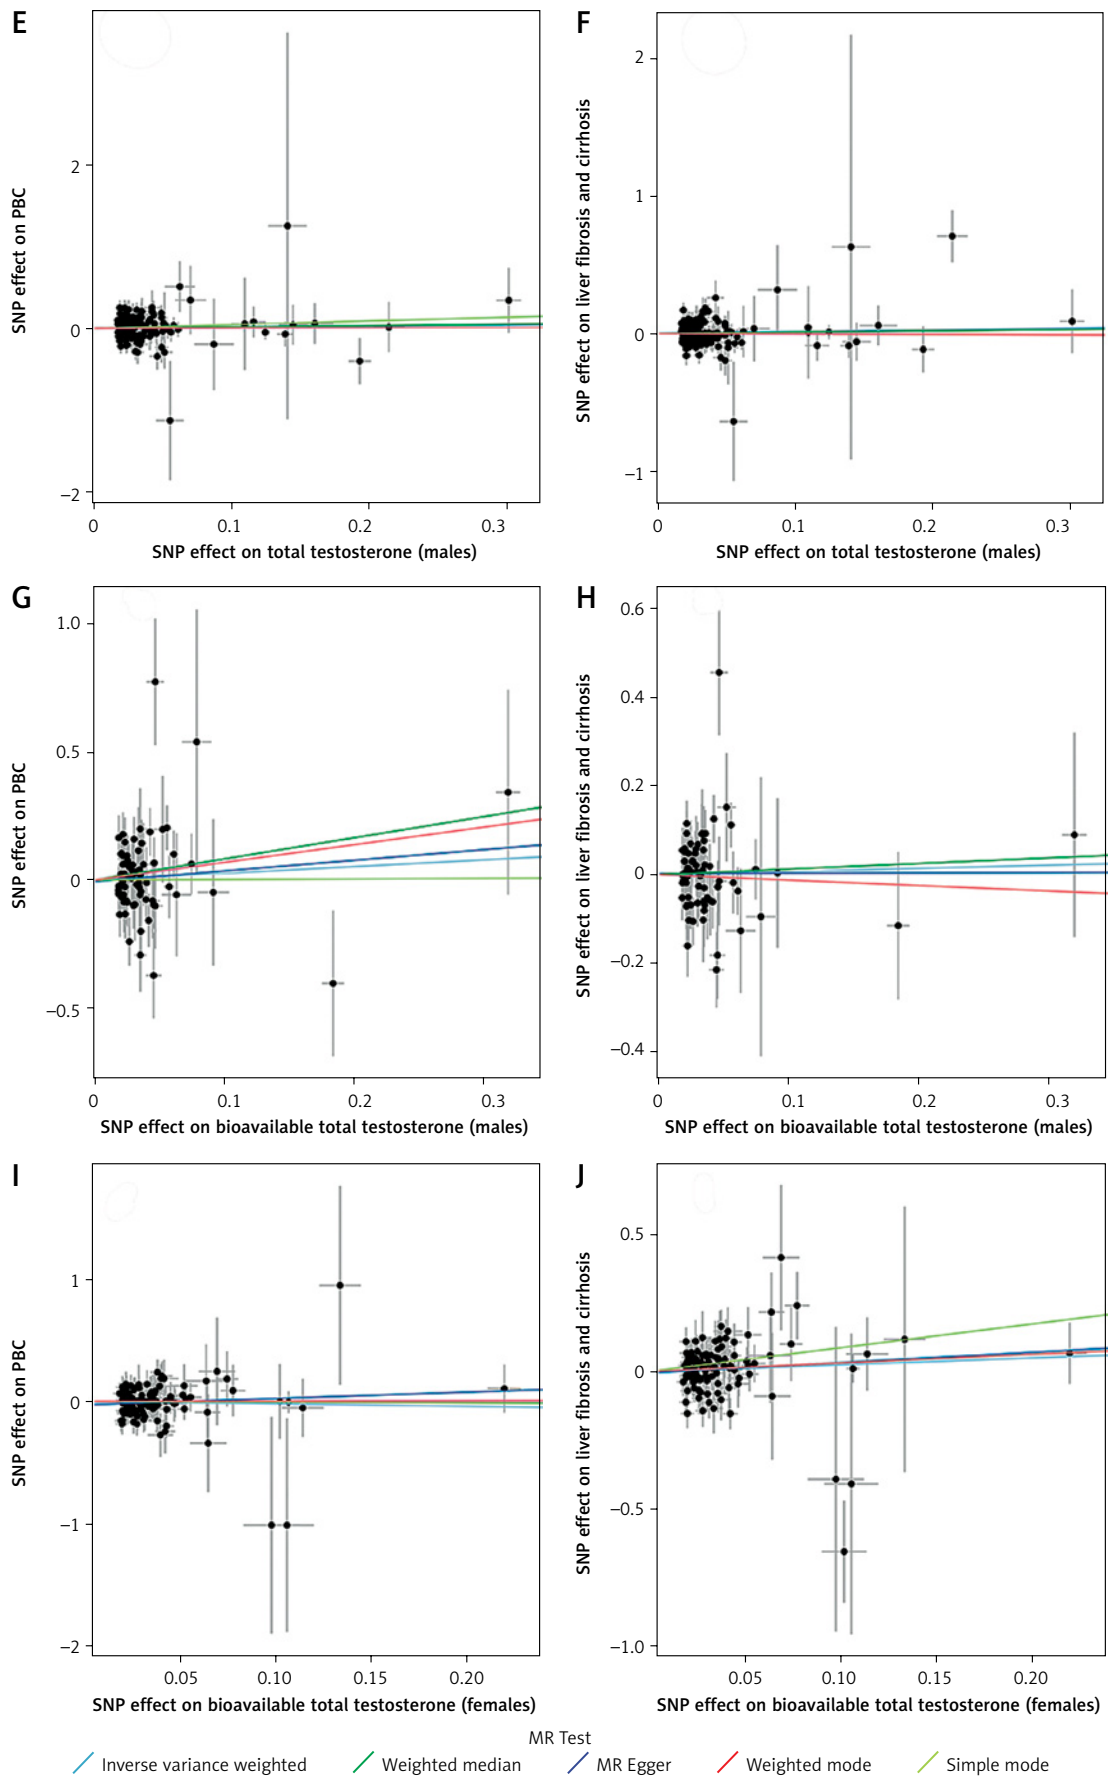 E
SNP effect on PBC
2
0
−2
0 0.1 0.2 0.3
SNP effect on total testosterone (males)
F
SNP effect on liver fibrosis and cirrhosis
2
1
0
−1
0 0.1 0.2 0.3
SNP effect on total testosterone (males)
G
SNP effect on PBC
1.0
0.5
0
−0.5
0 0.1 0.2 0.3
SNP effect on bioavailable total testosterone (males)
H
SNP effect on liver fibrosis and cirrhosis
0.6
0.4
0.2
0
−0.2
−0.4
0 0.1 0.2 0.3
SNP effect on bioavailable total testosterone (males)
I
SNP effect on PBC
1
0
−1
−2
0.05 0.10 0.15 0.20
SNP effect on bioavailable total testosterone (females)
J
SNP effect on liver fibrosis and cirrhosis
0.5
0
−0.5
−1.0
0.05 0.10 0.15 0.20
SNP effect on bioavailable total testosterone (females)
MR Test
Inverse variance weighted Weighted median MR Egger Weighted mode Simple mode